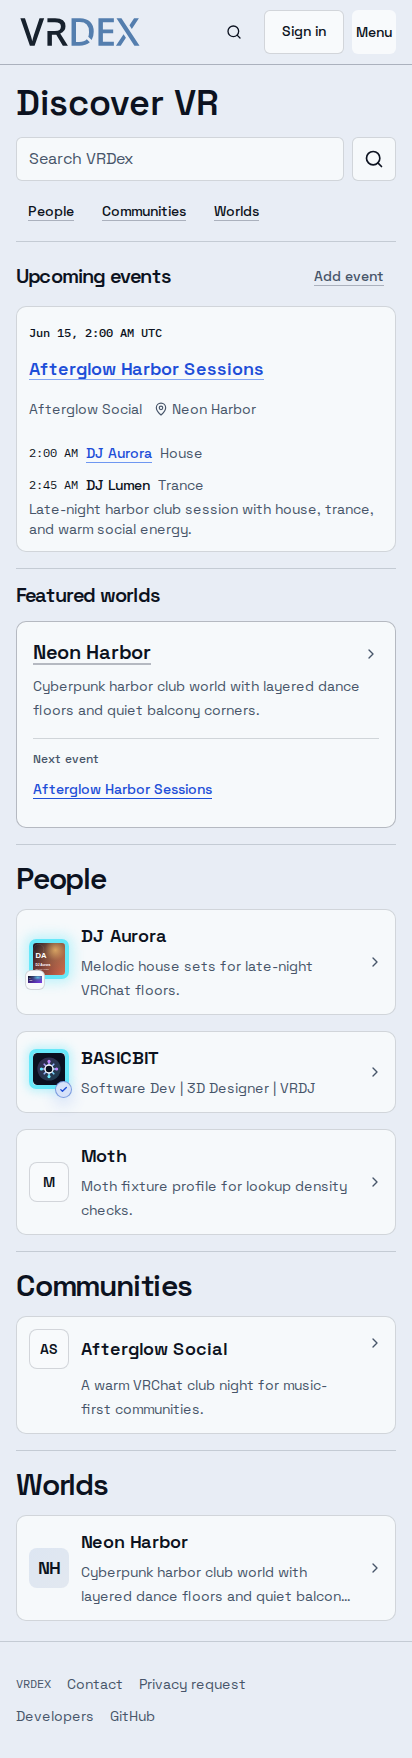 VRDEX
Sign in
Menu
Discover VR
Search VRDex
People Communities Worlds
Upcoming events
Add event
Jun 15, 2:00 AM UTC
Afterglow Harbor Sessions
Afterglow Social Neon Harbor
2:00 AM DJ Aurora House
2:45 AM DJ Lumen Trance
Late-night harbor club session with house, trance,
and warm social energy.
Featured worlds
Neon Harbor
Cyberpunk harbor club world with layered dance
floors and quiet balcony corners.
Next event
Afterglow Harbor Sessions
People
DA
DJ Aurora
Melodic house sets for late-night
VRChat floors.
BASICBIT
Software Dev | 3D Designer | VRDJ
M
Moth
Moth fixture profile for lookup density
checks.
Communities
AS
Afterglow Social
A warm VRChat club night for music-
first communities.
Worlds
NH
Neon Harbor
Cyberpunk harbor club world with
layered dance floors and quiet balcon...
VRDEX Contact Privacy request
Developers GitHub